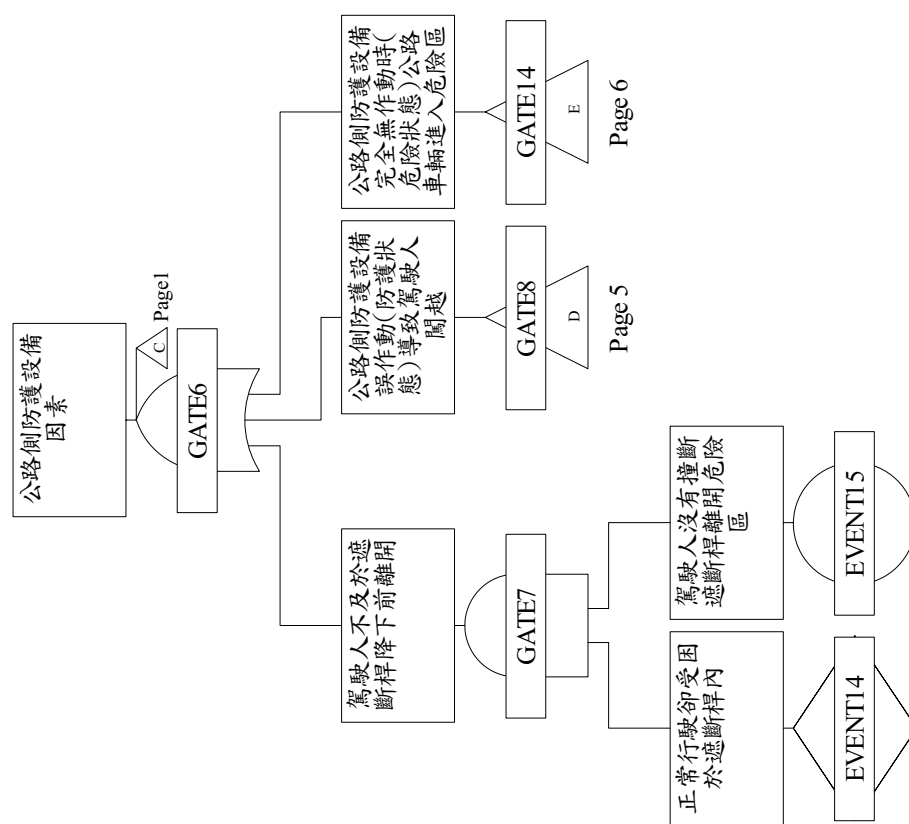 公路側防護設備
因素
GATE6
C
Page1
駕駛人不及於遮
斷桿降下前離開
GATE7
公路側防護設備
誤作動(防護狀
態)導致駕駛人
闖越
GATE8
D
Page 5
公路側防護設備
完全無作動時(
危險狀態)公路
車輛進入危險區
GATE14
E
Page 6
正常行駛卻受困
於遮斷桿內
EVENT14
駕駛人沒有撞斷
遮斷桿離開危險
區
EVENT15